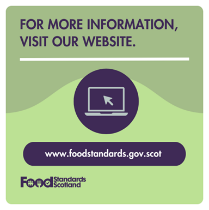 FOR MORE INFORMATION,
VISIT OUR WEBSITE.
www.foodstandards.gov.scot
Food Standards
Scotland